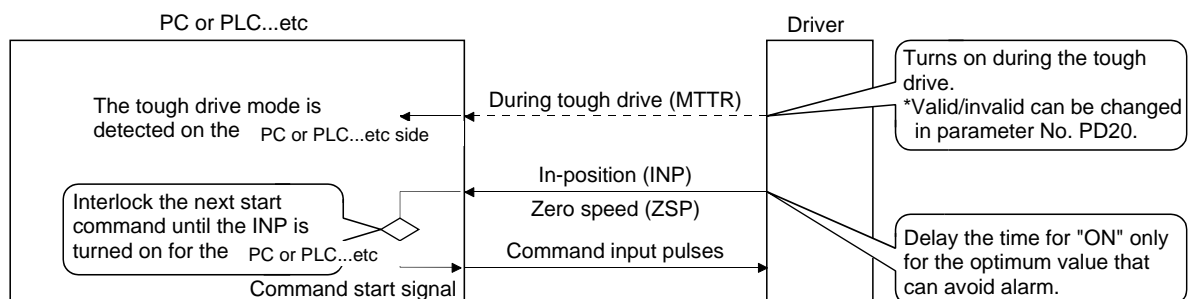 PC or PLC...etc
Driver
The tough drive mode is
detected on the PC or PLC...etc side
During tough drive (MTTR)
Turns on during the tough
drive.
*Valid/invalid can be changed
in parameter No. PD20.
In-position (INP)
Zero speed (ZSP)
Interlock the next start
command until the INP is
turned on for the PC or PLC...etc
Command input pulses
Command start signal
Delay the time for "ON" only
for the optimum value that
can avoid alarm.